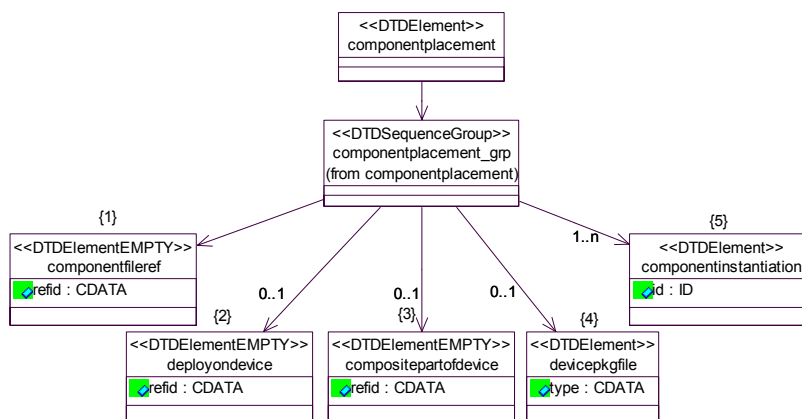 <<DTDElement>>
componentplacement
<<DTDSequenceGroup>>
componentplacement_grp
(from componentplacement)
{1}
<<DTDElementEMPTY>>
componentfileref
refid : CDATA
1..n
{5}
<<DTDElement>>
componentinstantiation
id : ID
0..1
{2}
<<DTDElementEMPTY>>
deployondevice
refid : CDATA
0..1
{3}
<<DTDElementEMPTY>>
compositepartofdevice
refid : CDATA
0..1
{4}
<<DTDElement>>
devicepkgfile
type : CDATA